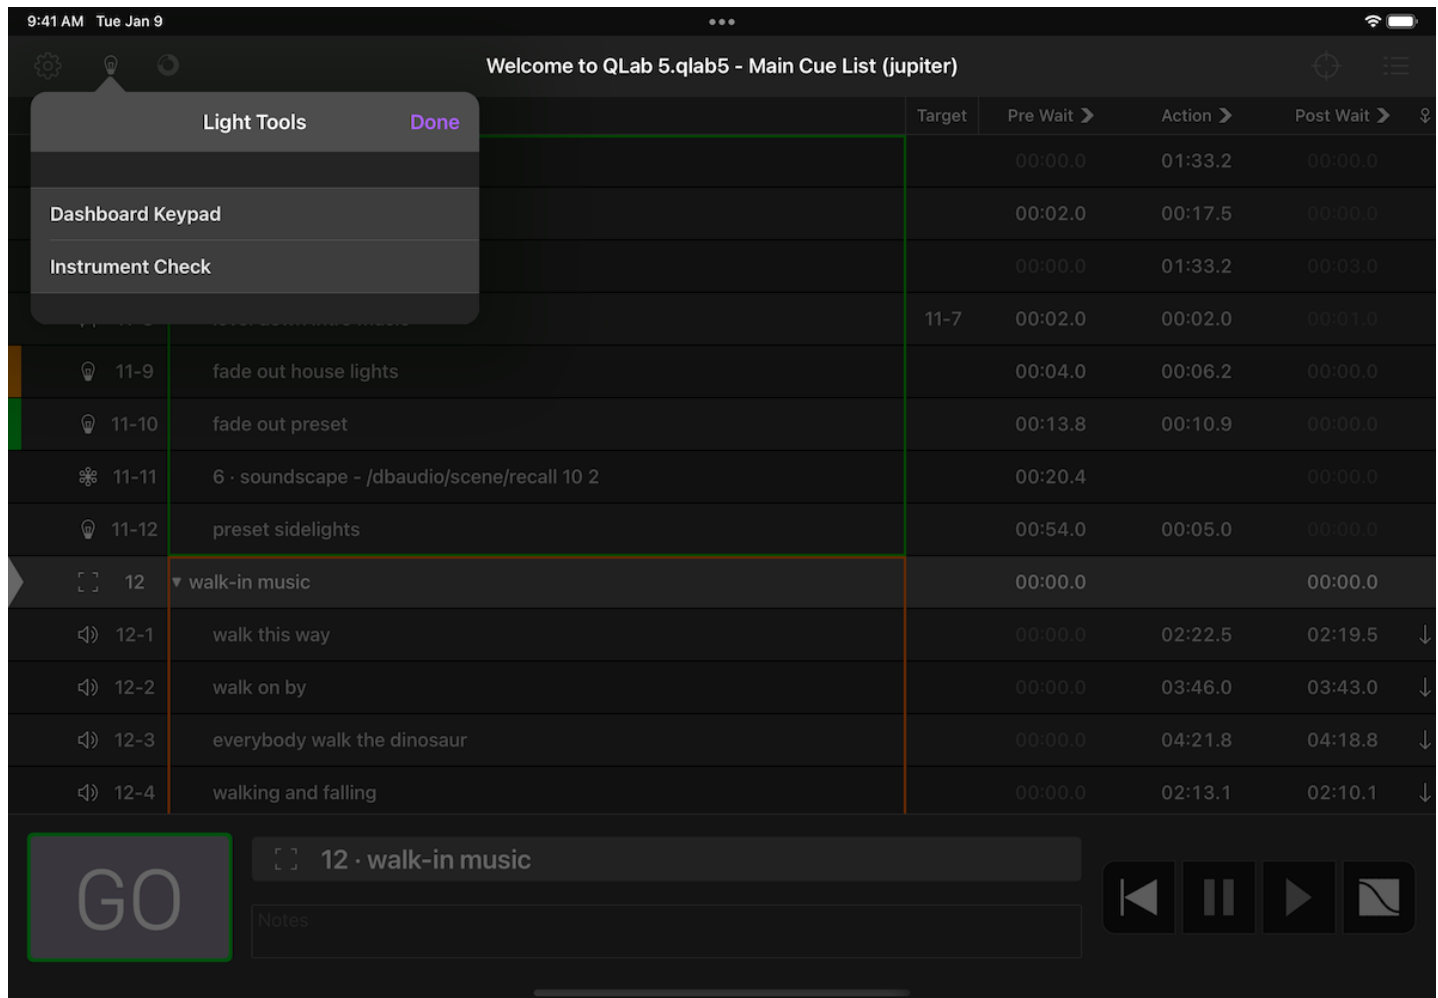 9:41 AM Tue Jan 9
Welcome to QLab 5.qlab5 - Main Cue List (jupiter)
Light Tools Done
Target Pre Wait Action Post Wait
00:00.0 01:33.2 00:00.0
Dashboard Keypad
00:02.0 00:17.5 00:00.0
Instrument Check
00:00.0 01:33.2 00:03.0
11-7 00:02.0 00:02.0 00:01.0
11-9 fade out house lights 00:04.0 00:06.2 00:00.0
11-10 fade out preset 00:13.8 00:10.9 00:00.0
11-11 6 · soundscape - /dbaudio/scene/recall 10 2 00:20.4 00:00.0
11-12 preset sidelights 00:54.0 00:05.0 00:00.0
12 walk-in music 00:00.0 00:00.0
12-1 walk this way 00:00.0 02:22.5 02:19.5
12-2 walk on by 00:00.0 03:46.0 03:43.0
12-3 everybody walk the dinosaur 00:00.0 04:21.8 04:18.8
12-4 walking and falling 00:00.0 02:13.1 02:10.1
GO
12 · walk-in music
Notes